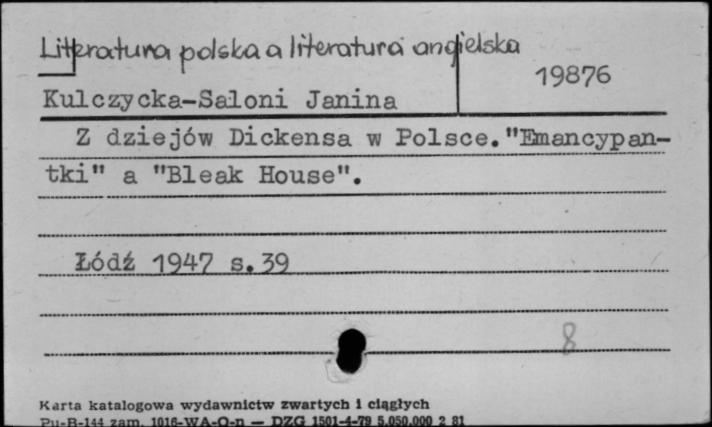 Literatura polska a literatura angielska
19876
Kulczycka-Saloni Janina
Z dziejów Dickensa w Polsce."Emancypan-
tki" a "Bleak House".
Łódź 1947 s.39
8
Karta katalogowa wydawnictw zwartych i ciągłych
Pu-B-144 zam. 1016-WA-O-n — DZG 1501-4-79 5.050.000 2 81